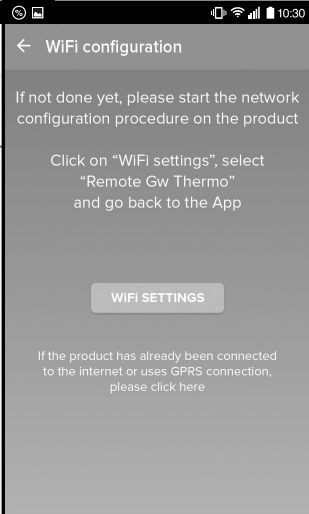 10:30
WiFi configuration
If not done yet, please start the network
configuration procedure on the product
Click on “WiFi settings”, select
“Remote Gw Thermo”
and go back to the App
WiFi SETTINGS
If the product has already been connected
to the internet or uses GPRS connection,
please click here